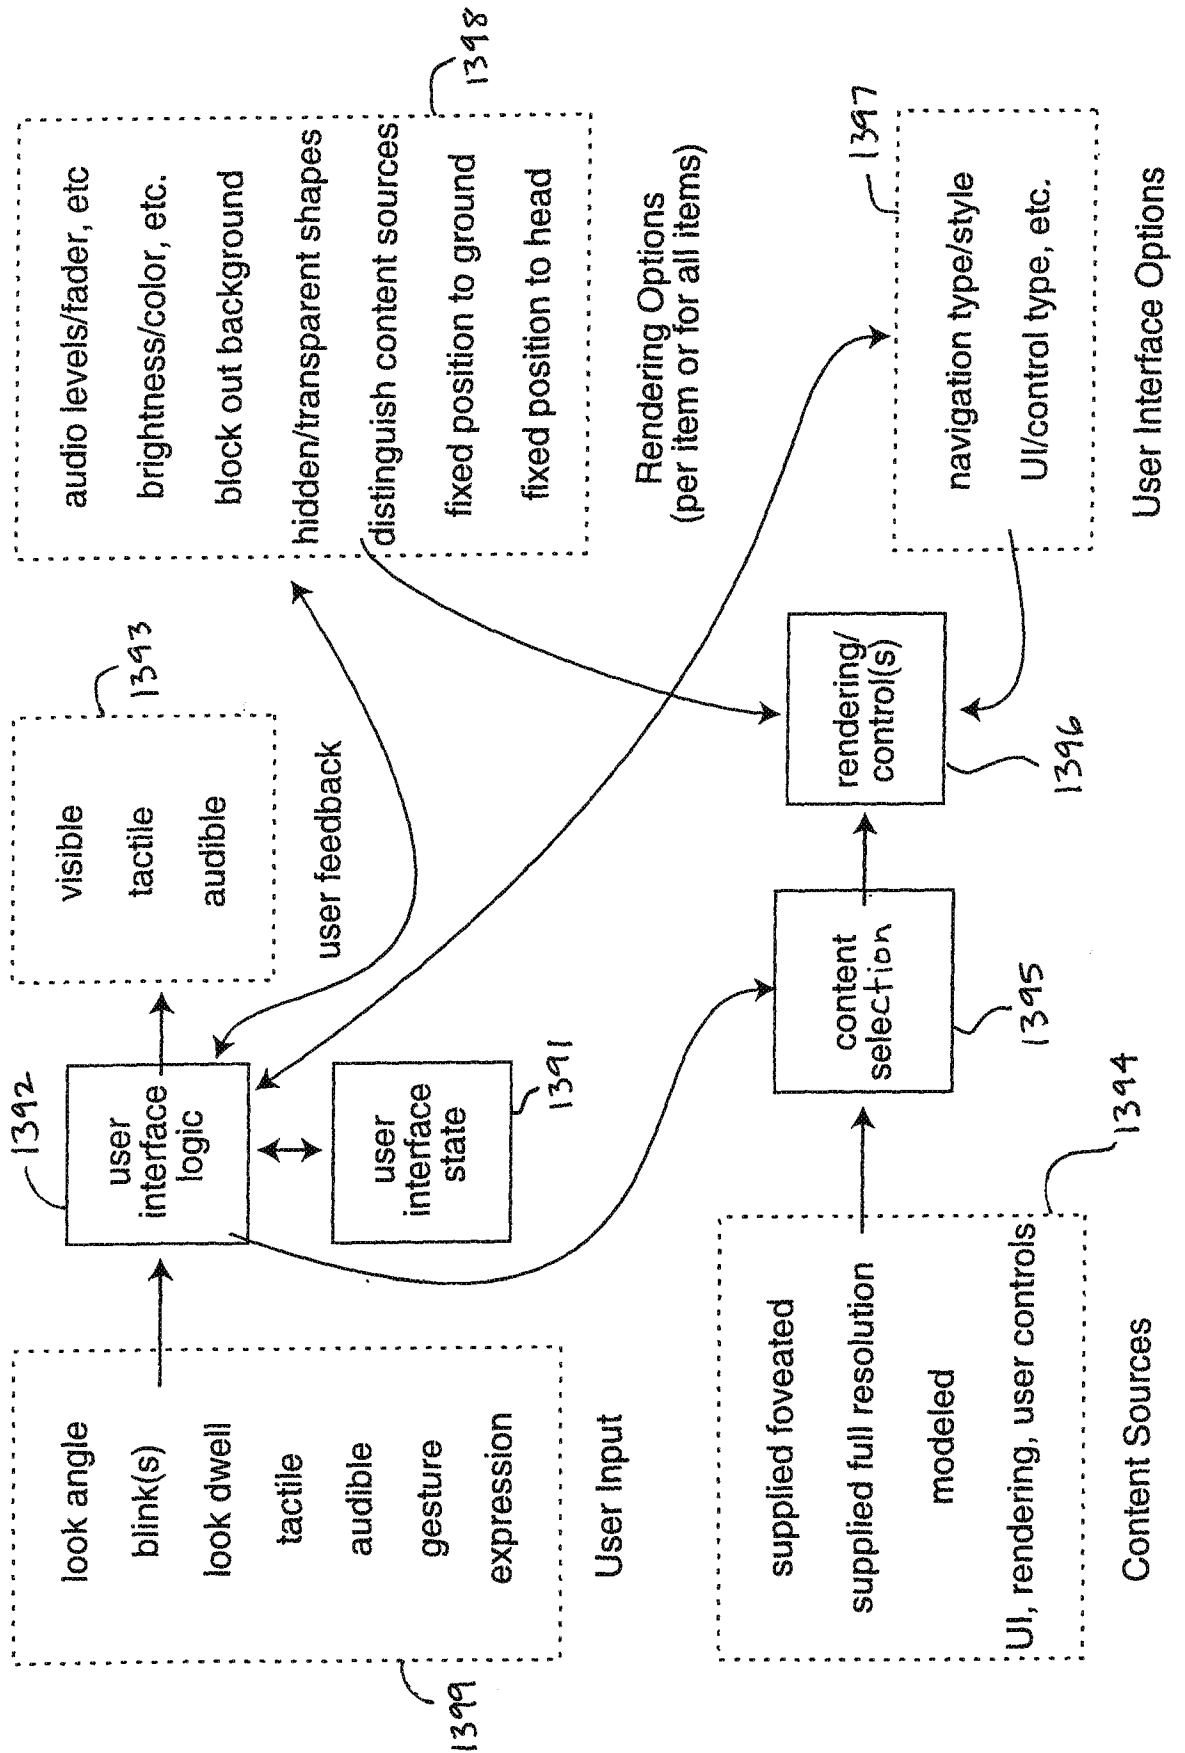 1399
look angle
blink(s)
look dwell
tactile
audible
gesture
expression
User Input
1392
user
interface
logic
user
interface
state
1391
1393
visible
tactile
audible
user feedback
1398
audio levels/fader, etc
brightness/color, etc.
block out background
hidden/transparent shapes
distinguish content sources
fixed position to ground
fixed position to head
Rendering Options
(per item or for all items)
supplied foveated
supplied full resolution
modeled
UI, rendering, user controls
Content Sources
1394
content
selection
1395
rendering/
control(s)
1396
1397
navigation type/style
UI/control type, etc.
User Interface Options